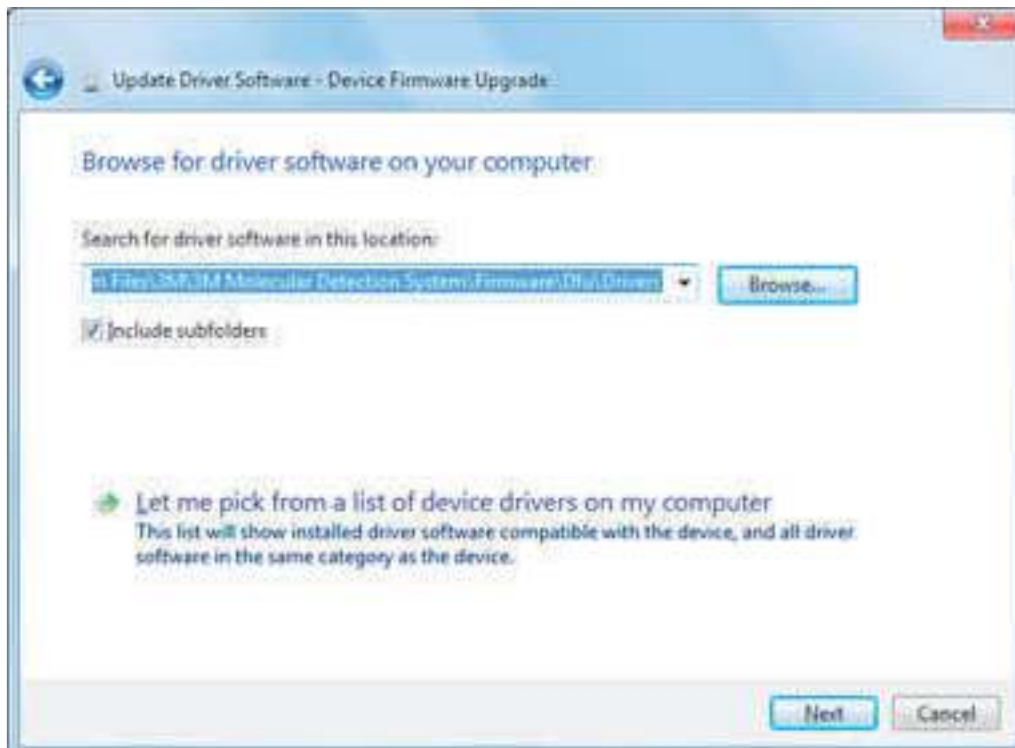 Update Driver Software - Device Firmware Upgrade
Browse for driver software on your computer
Search for driver software in this location:
m Files\3M\3M Molecular Detection System\Firmware\Dfu\Driver
Browse...
Include subfolders
Let me pick from a list of device drivers on my computer
This list will show installed driver software compatible with the device, and all driver
software in the same category as the device.
Next
Cancel